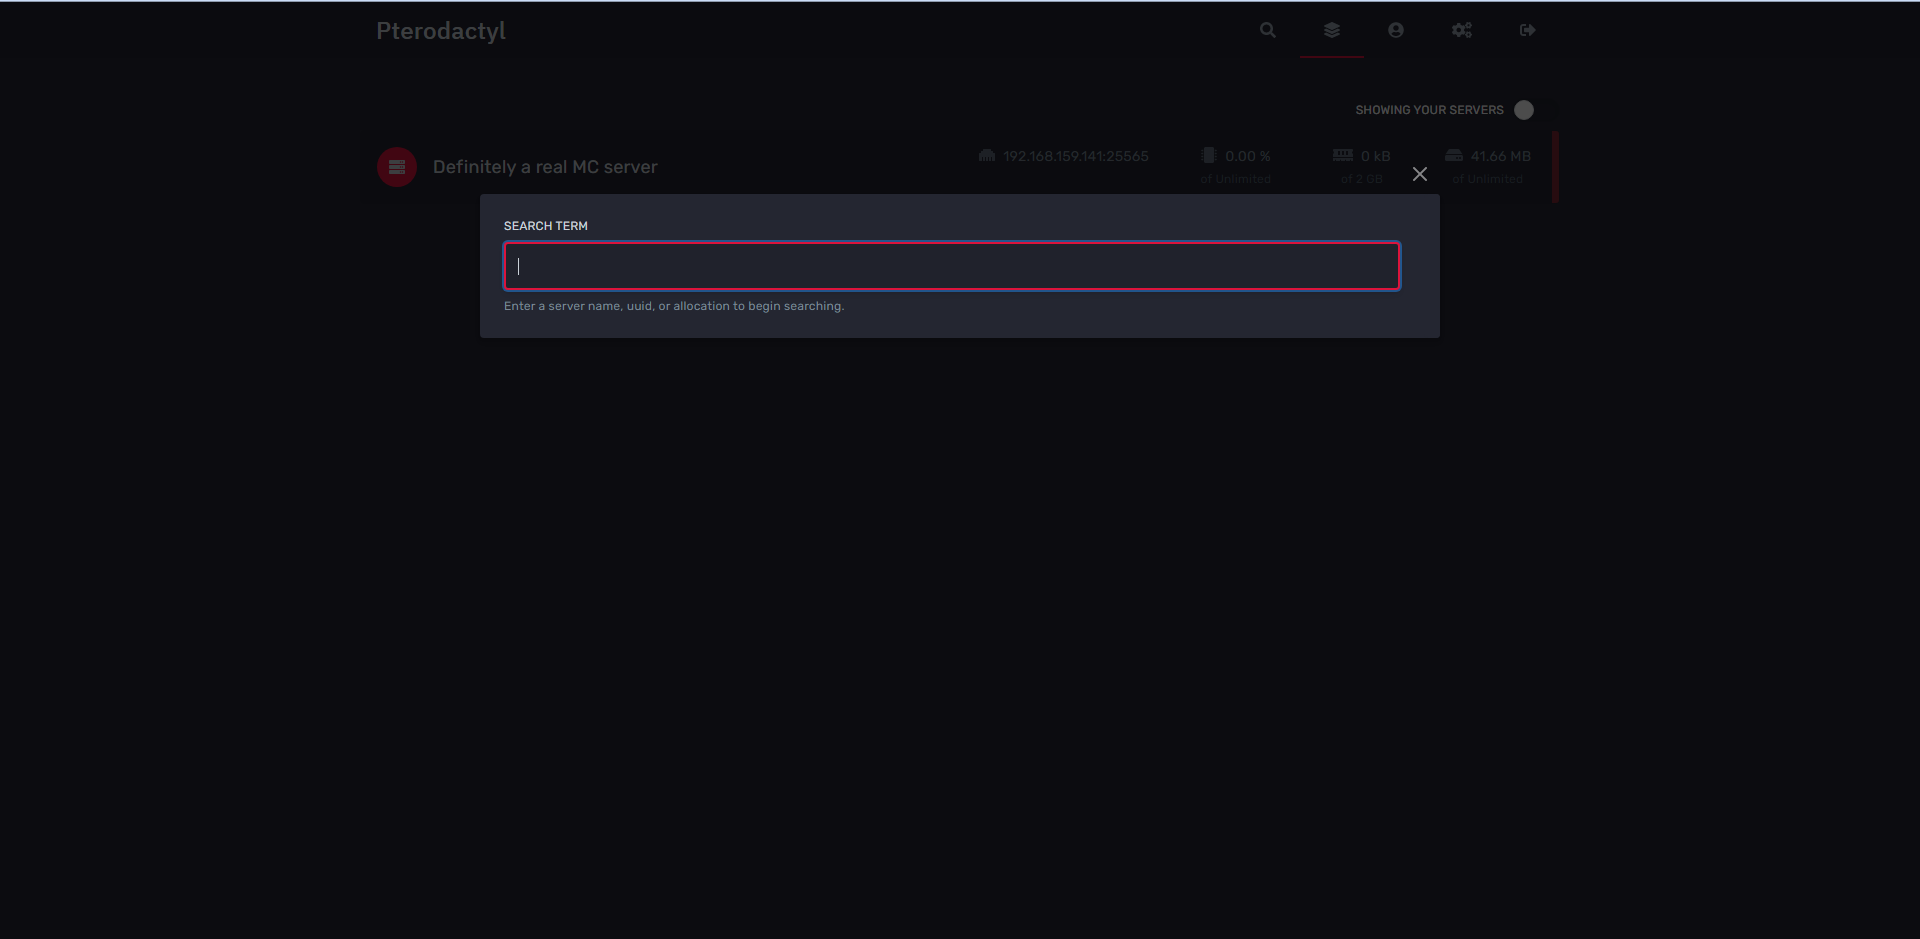 Pterodactyl
SHOWING YOUR SERVERS
Definitely a real MC server
192.168.159.141:25565
0.00 %
of Unlimited
0 kB
of 2 GB
41.66 MB
of Unlimited
SEARCH TERM
Enter a server name, uuid, or allocation to begin searching.